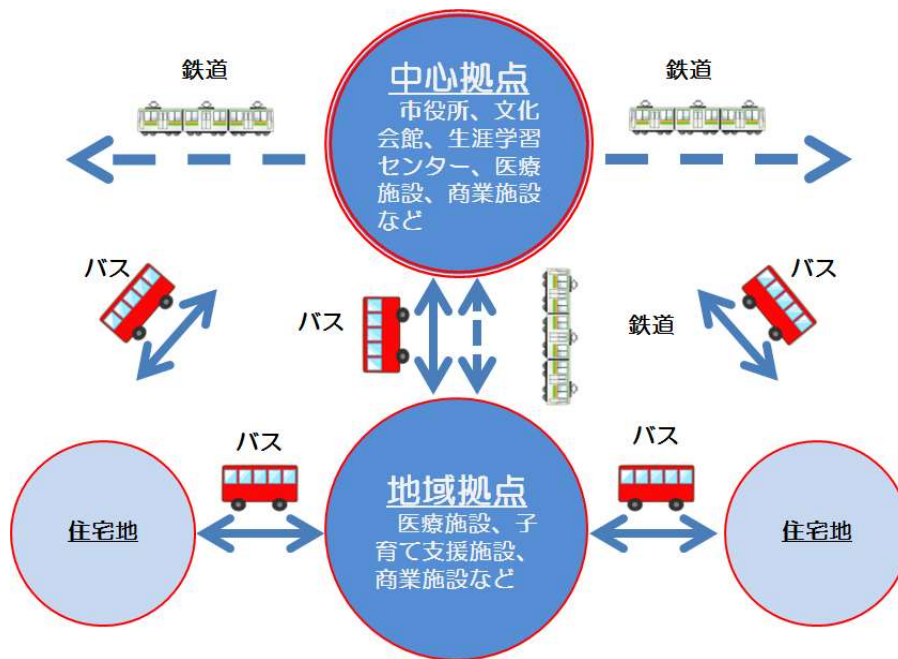 鉄道
中心拠点
鉄道
市役所、文化
会館、生涯学習
センター、医療
施設、商業施設
など
バス
バス
バス
鉄道
バス
バス
地域拠点
医療施設、子
育て支援施設、
商業施設など
住宅地
住宅地